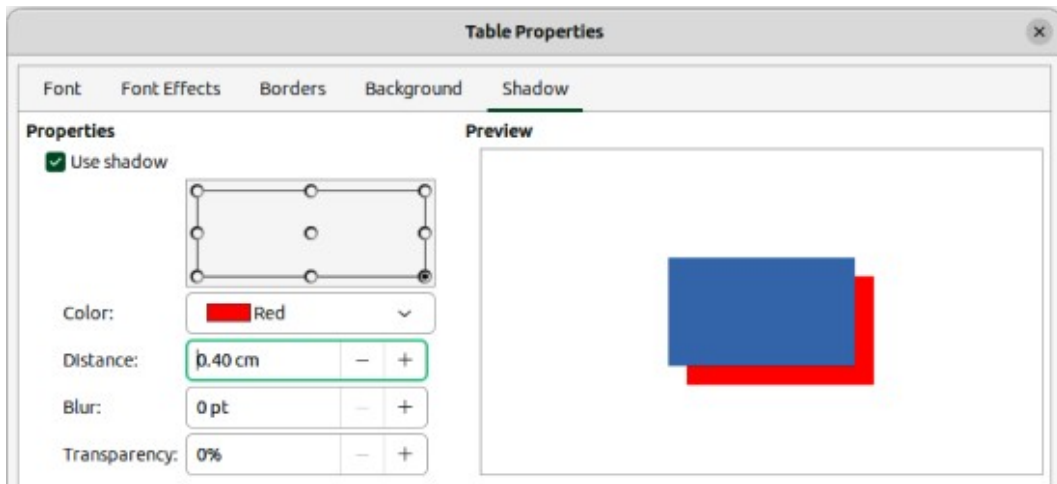 Table Properties
Font Font Effects Borders Background Shadow
Properties
Preview
Use shadow
Color: Red
Distance: 0.40 cm
Blur: 0 pt
Transparency: 0%